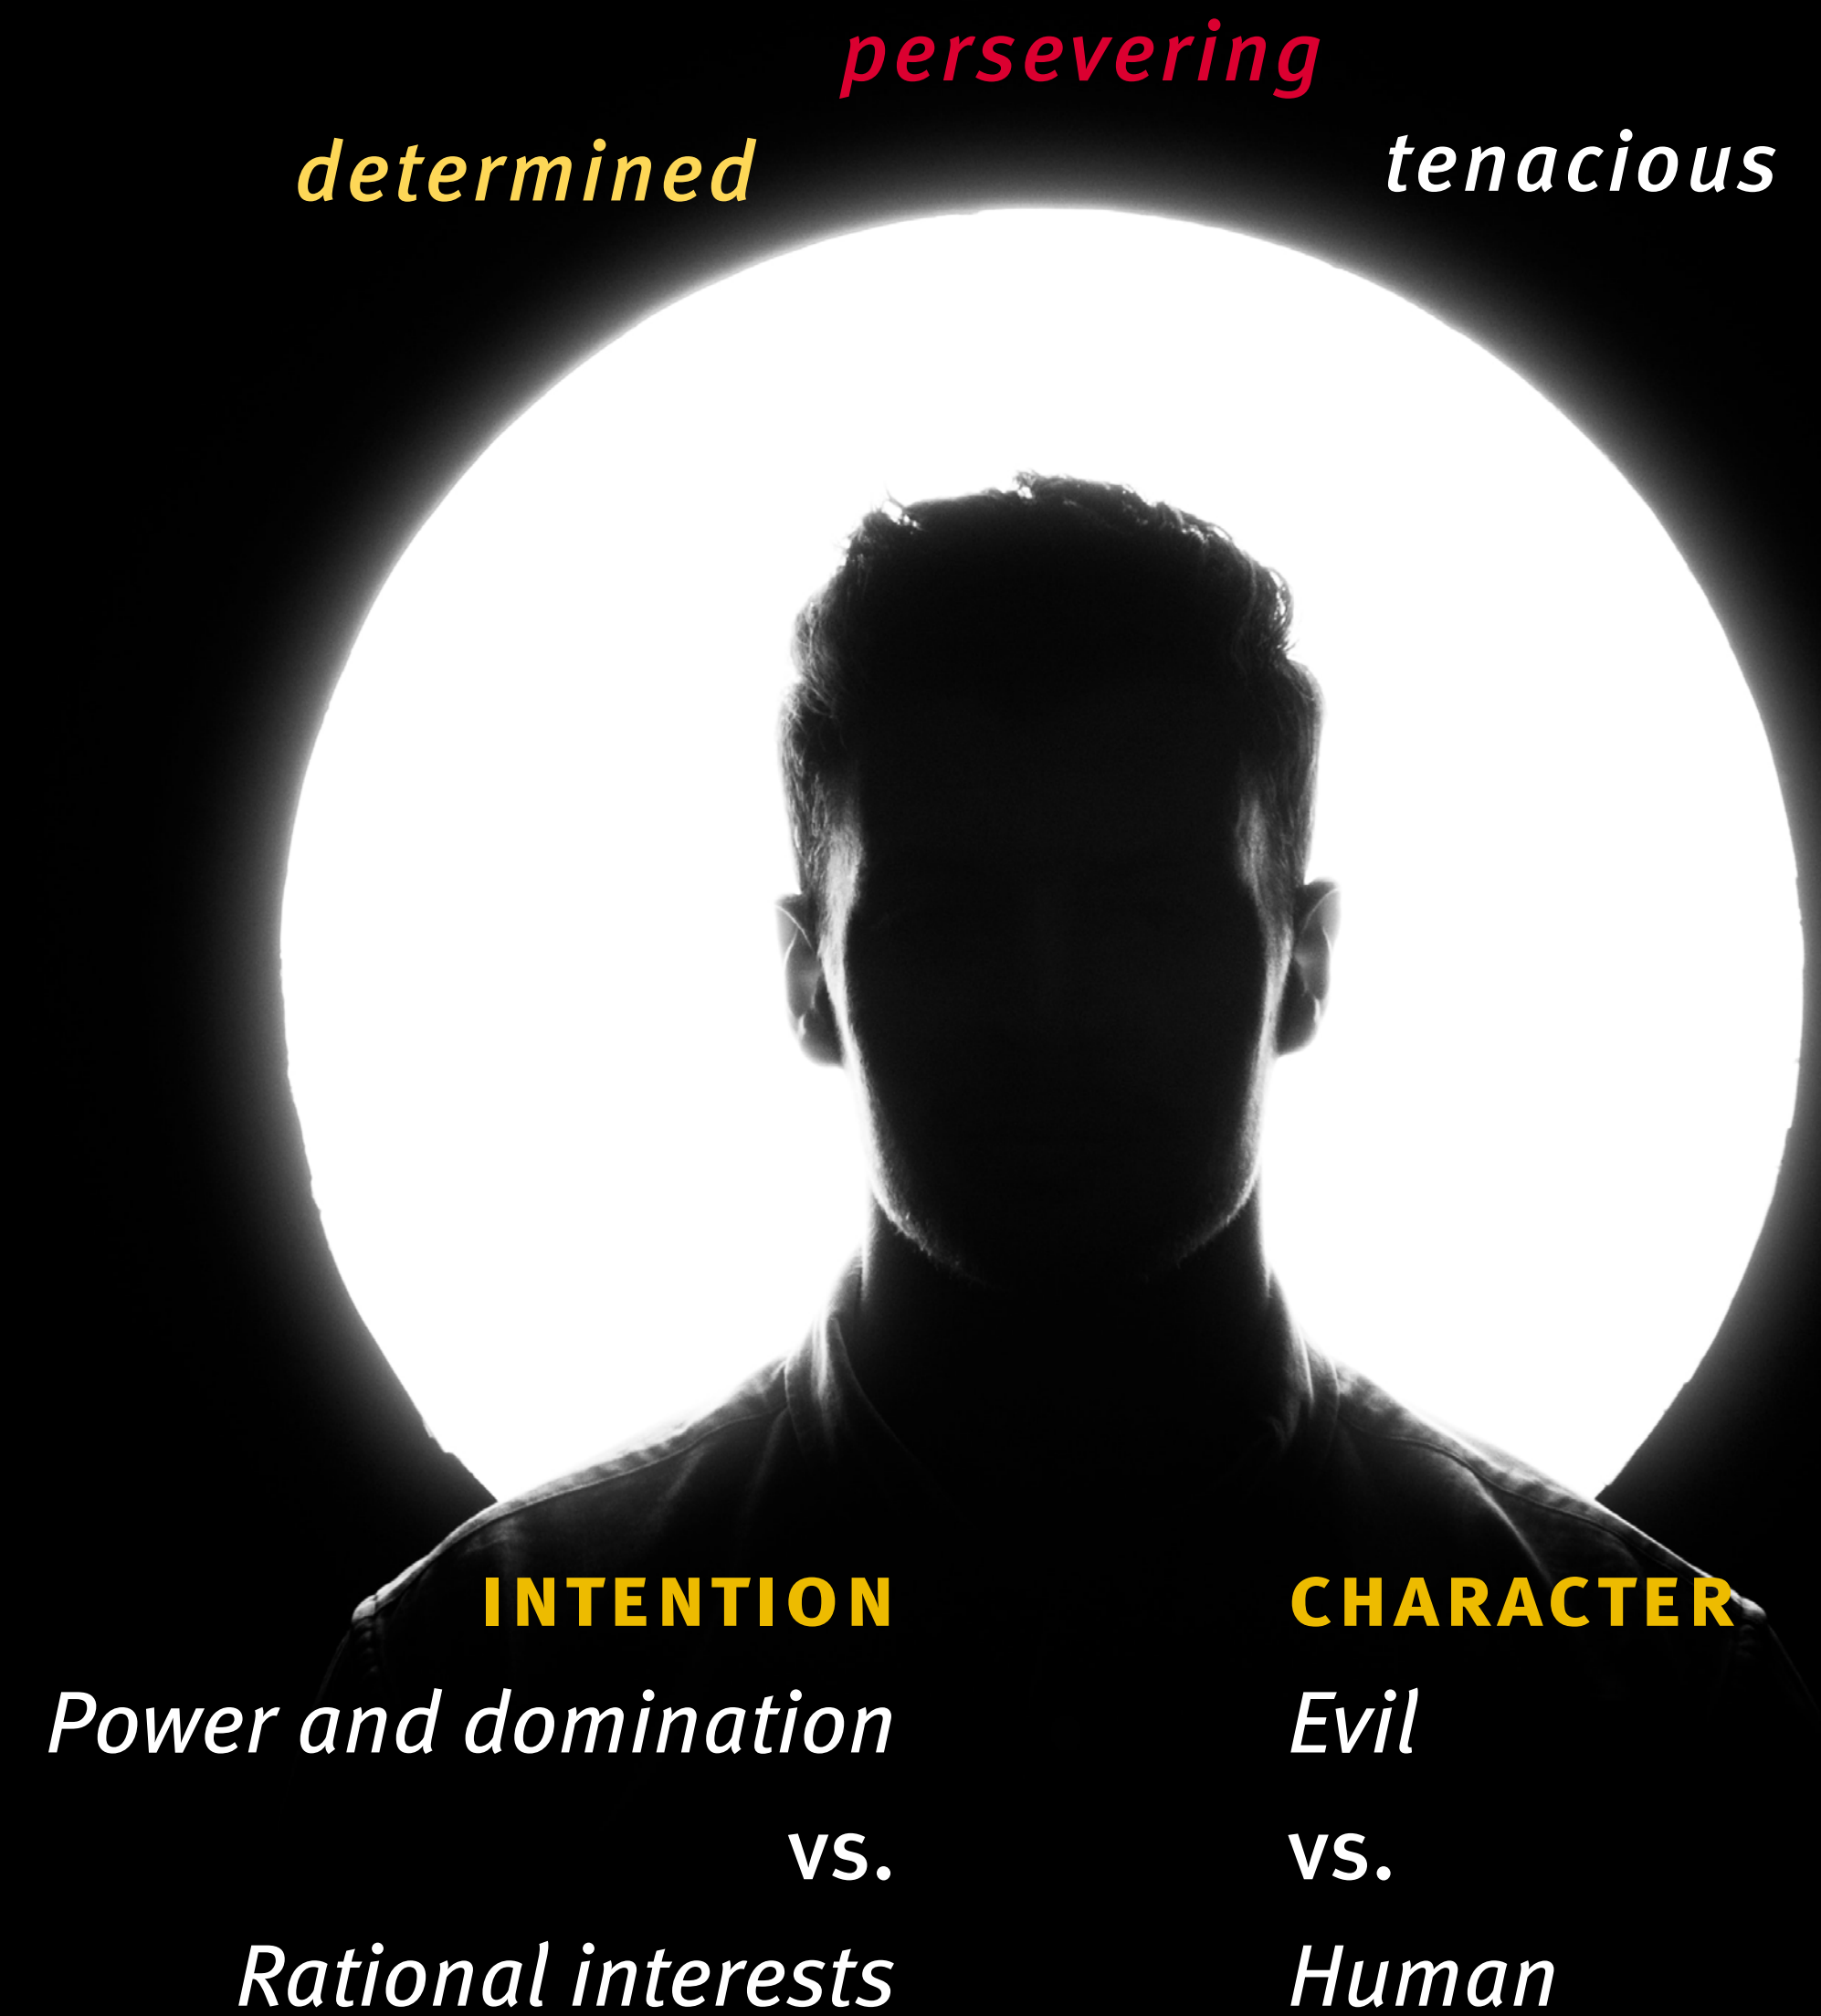 persevering
determined
tenacious
INTENTION
Power and domination
vs.
Rational interests
CHARACTER
Evil
vs.
Human